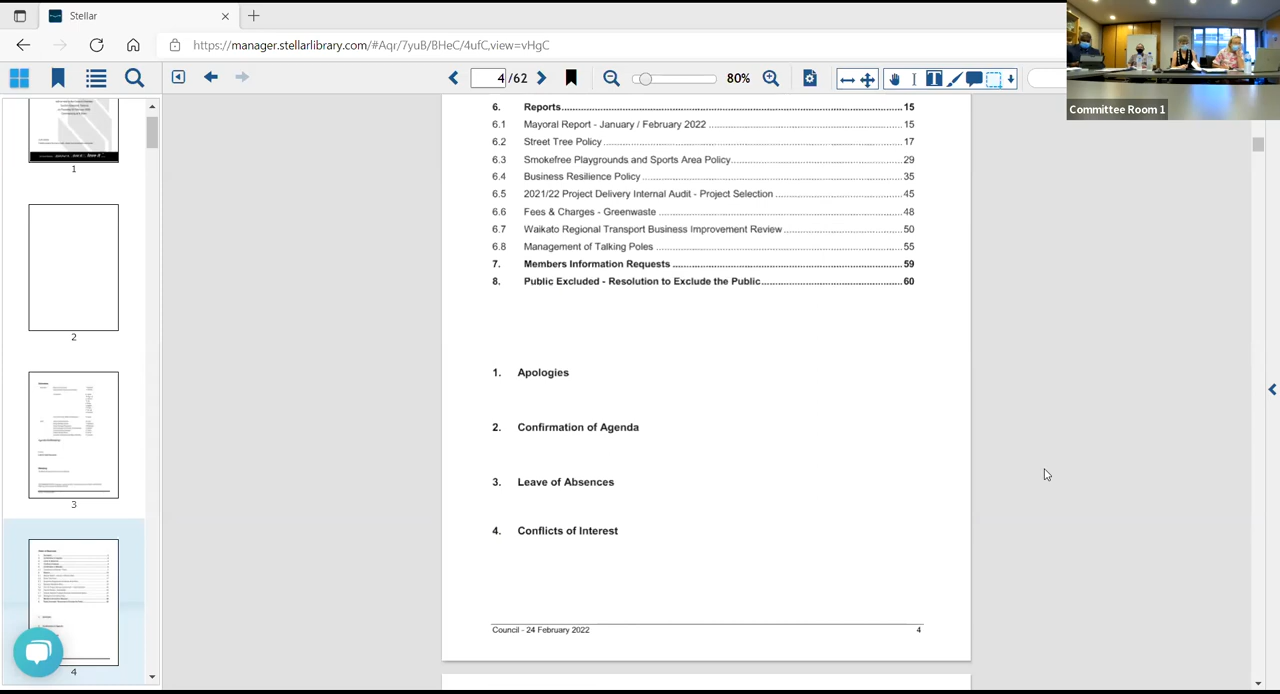 Stellar
https://manager.stellarlibrary.com/#Aqr/7yuB/BHeC/4ufC,view=vHgC
4 /62
80%
Committee Room 1
6. Reports 15
6.1 Mayoral Report - January / February 2022 15
6.2 Street Tree Policy 17
6.3 Smokefree Playgrounds and Sports Area Policy 29
6.4 Business Resilience Policy 35
6.5 2021/22 Project Delivery Internal Audit - Project Selection 45
6.6 Fees & Charges - Greenwaste 48
6.7 Waikato Regional Transport Business Improvement Review 50
6.8 Management of Talking Poles 55
7. Members Information Requests 59
8. Public Excluded - Resolution to Exclude the Public 60
1. Apologies
2. Confirmation of Agenda
3. Leave of Absences
4. Conflicts of Interest
Council - 24 February 2022 4
1
2
3
4